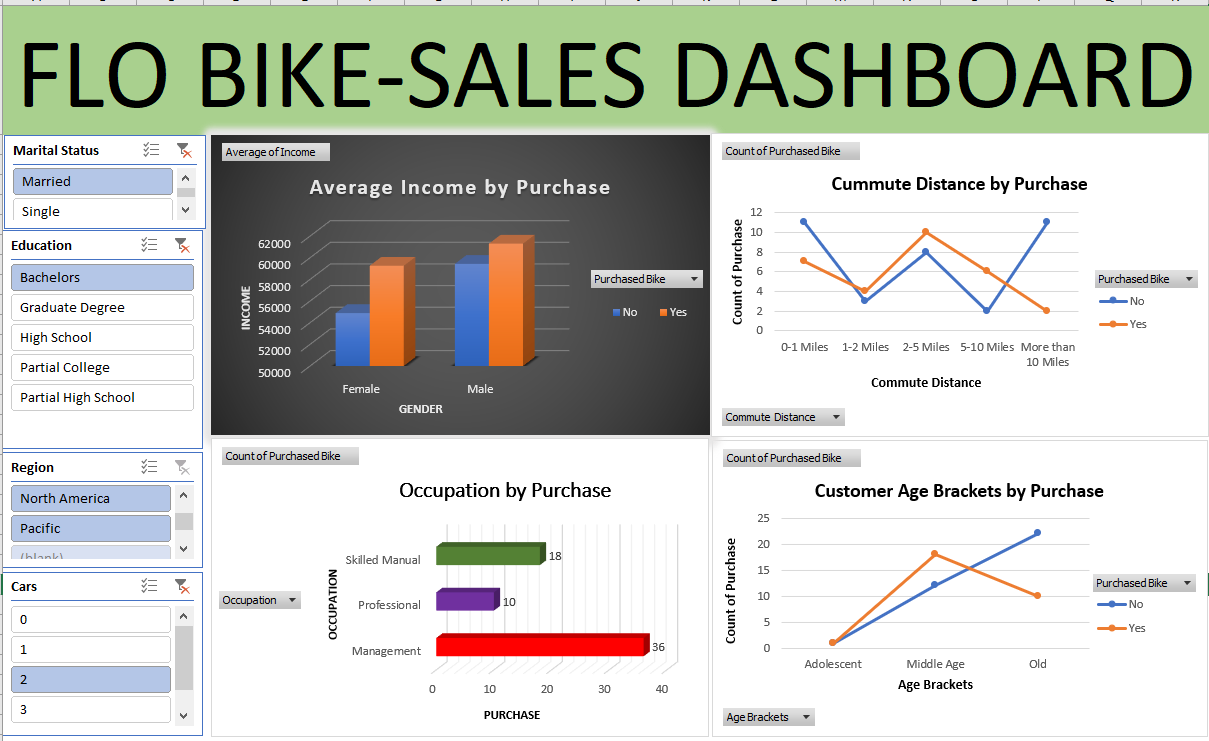 FLO BIKE-SALES DASHBOARD
Marital Status
Married
Single
Education
Bachelors
Graduate Degree
High School
Partial College
Partial High School
Region
North America
Pacific
(blank)
Cars
0
1
2
3
Average of Income
Average Income by Purchase
INCOME
62000
60000
58000
56000
54000
52000
50000
Female
Male
GENDER
Purchased Bike
No
Yes
Count of Purchased Bike
Cummute Distance by Purchase
Count of Purchase
12
10
8
6
4
2
0
0-1 Miles
1-2 Miles
2-5 Miles
5-10 Miles
More than
10 Miles
Commute Distance
Purchased Bike
No
Yes
Commute Distance
Count of Purchased Bike
Occupation by Purchase
Occupation
OCCUPATION
Skilled Manual
18
Professional
10
Management
36
0
10
20
30
40
PURCHASE
Count of Purchased Bike
Customer Age Brackets by Purchase
Count of Purchase
25
20
15
10
5
0
Adolescent
Middle Age
Old
Age Brackets
Purchased Bike
No
Yes
Age Brackets